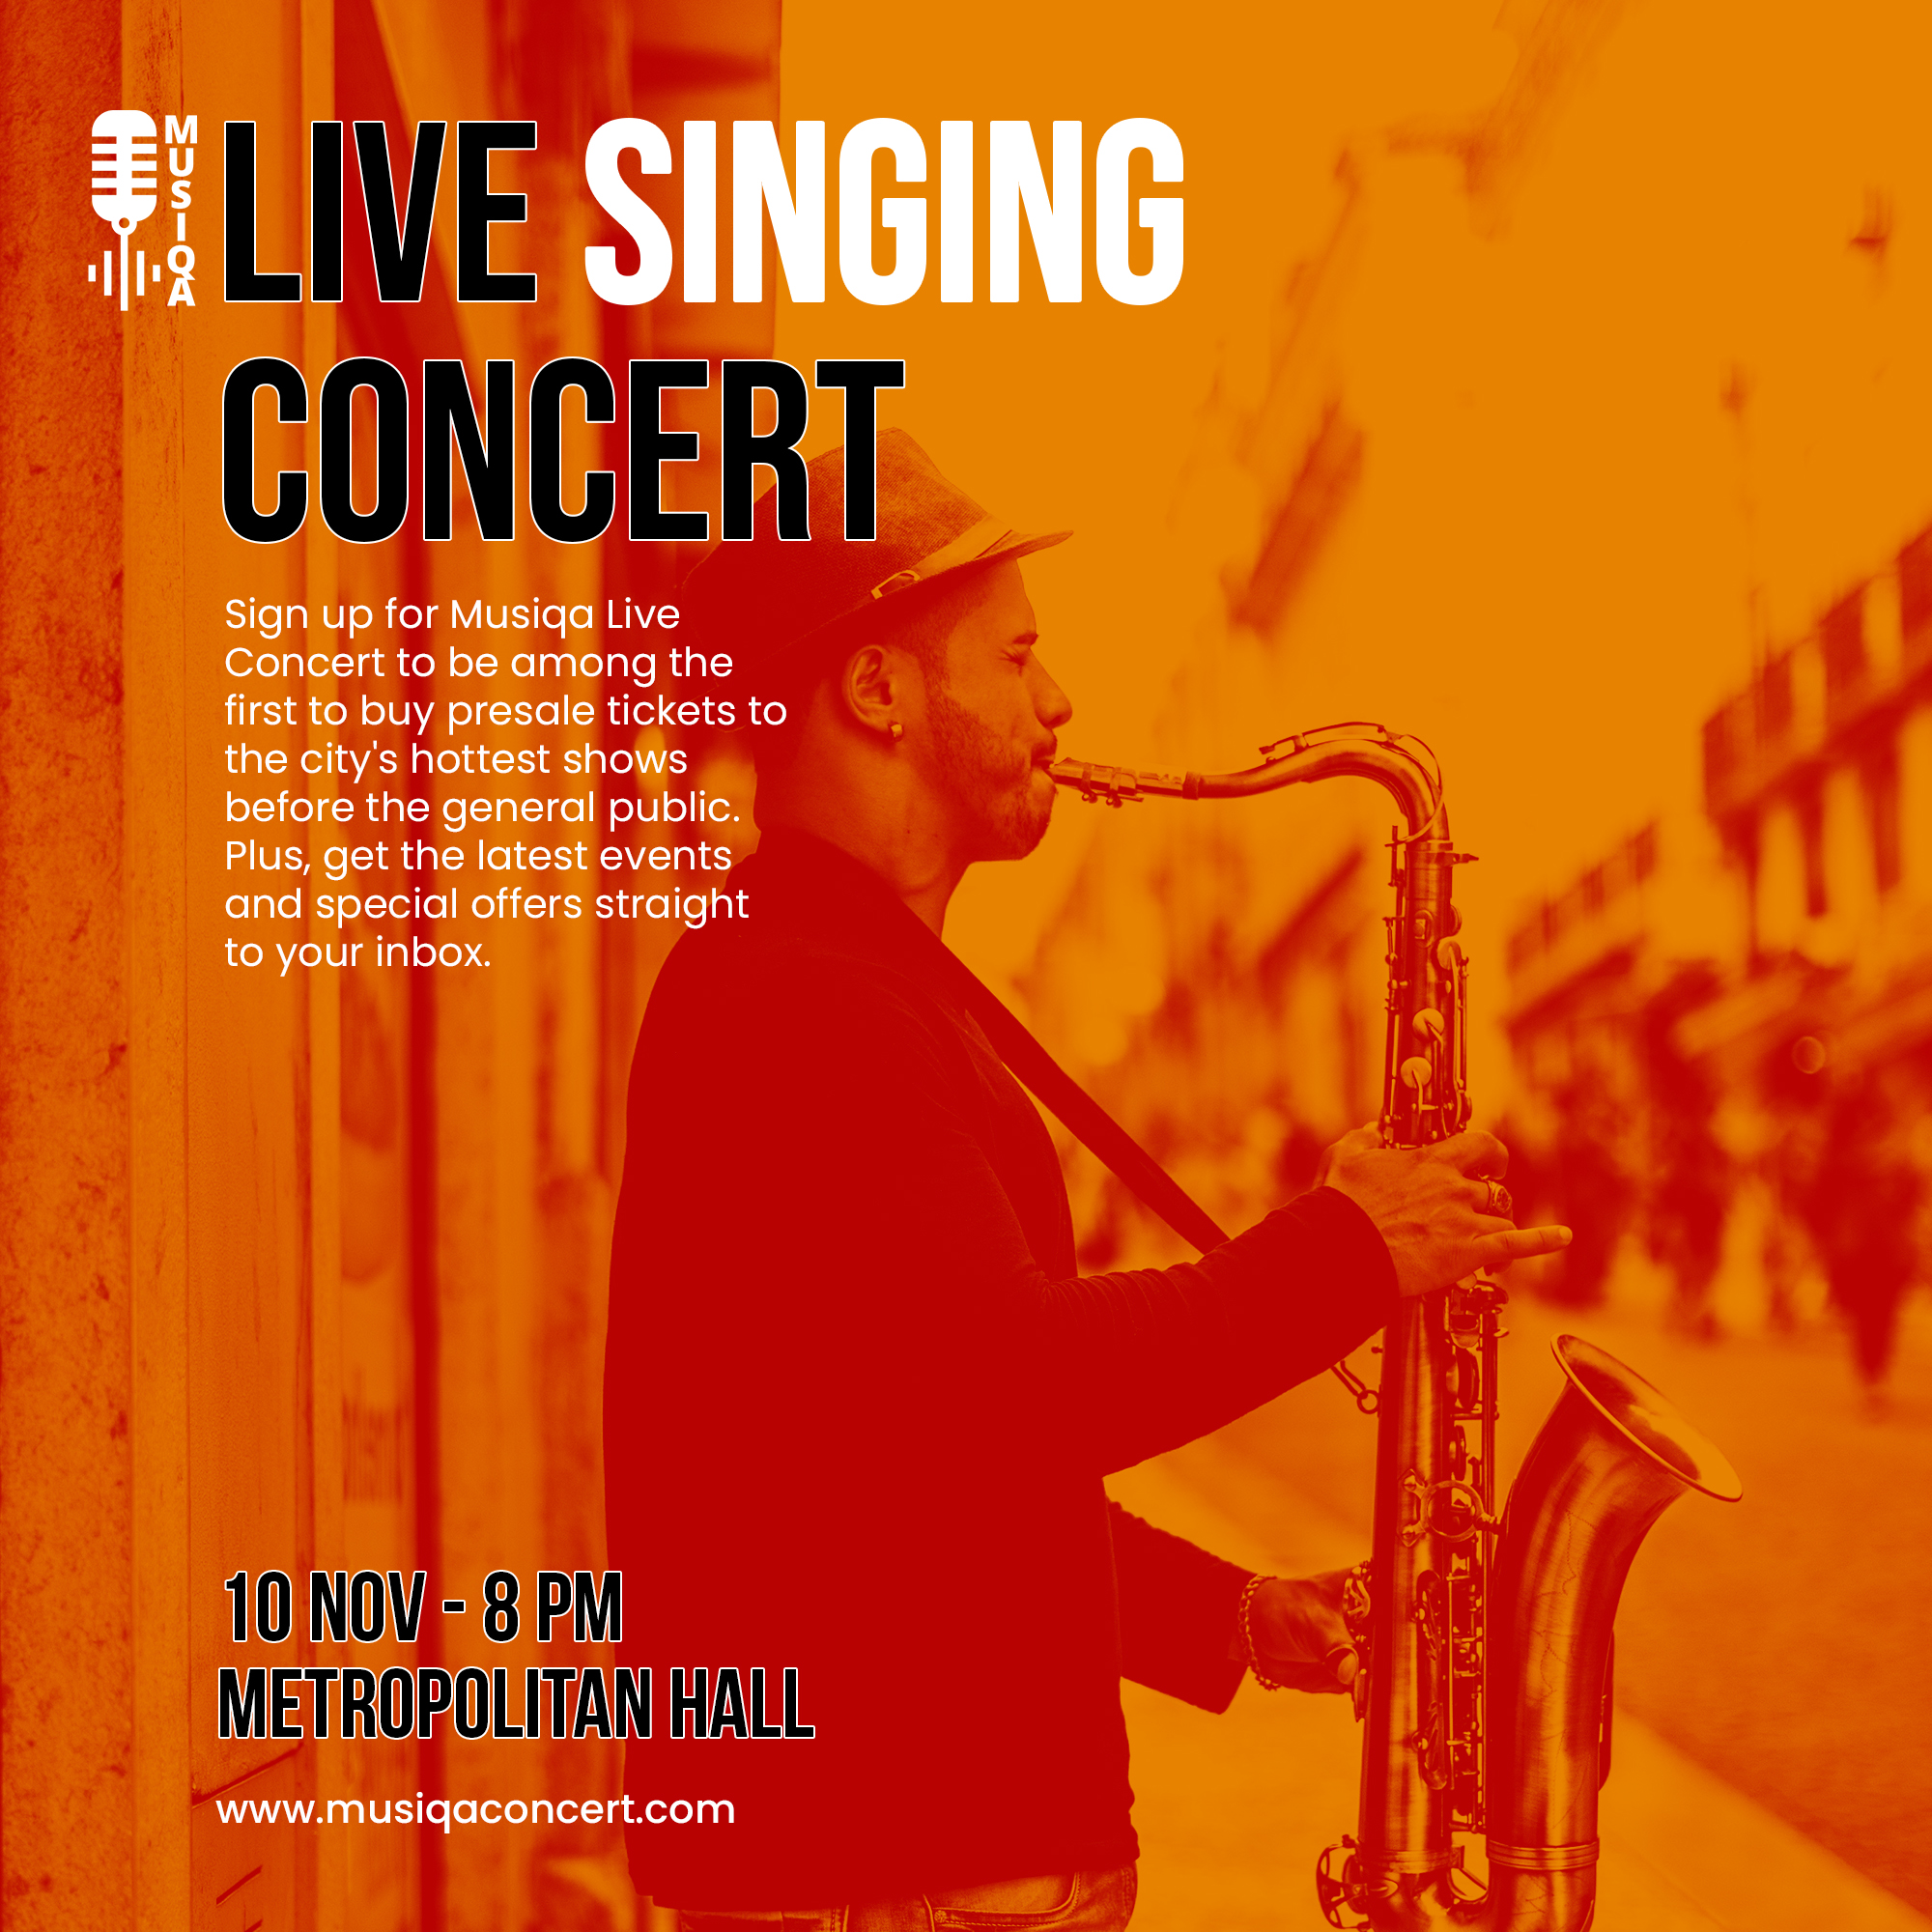 MUSIQA
LIVE SINGING
CONCERT
Sign up for Musiqa Live
Concert to be among the
first to buy presale tickets to
the city's hottest shows
before the general public.
Plus, get the latest events
and special offers straight
to your inbox.
10 NOV - 8 PM
METROPOLITAN HALL
www.musiqaconcert.com